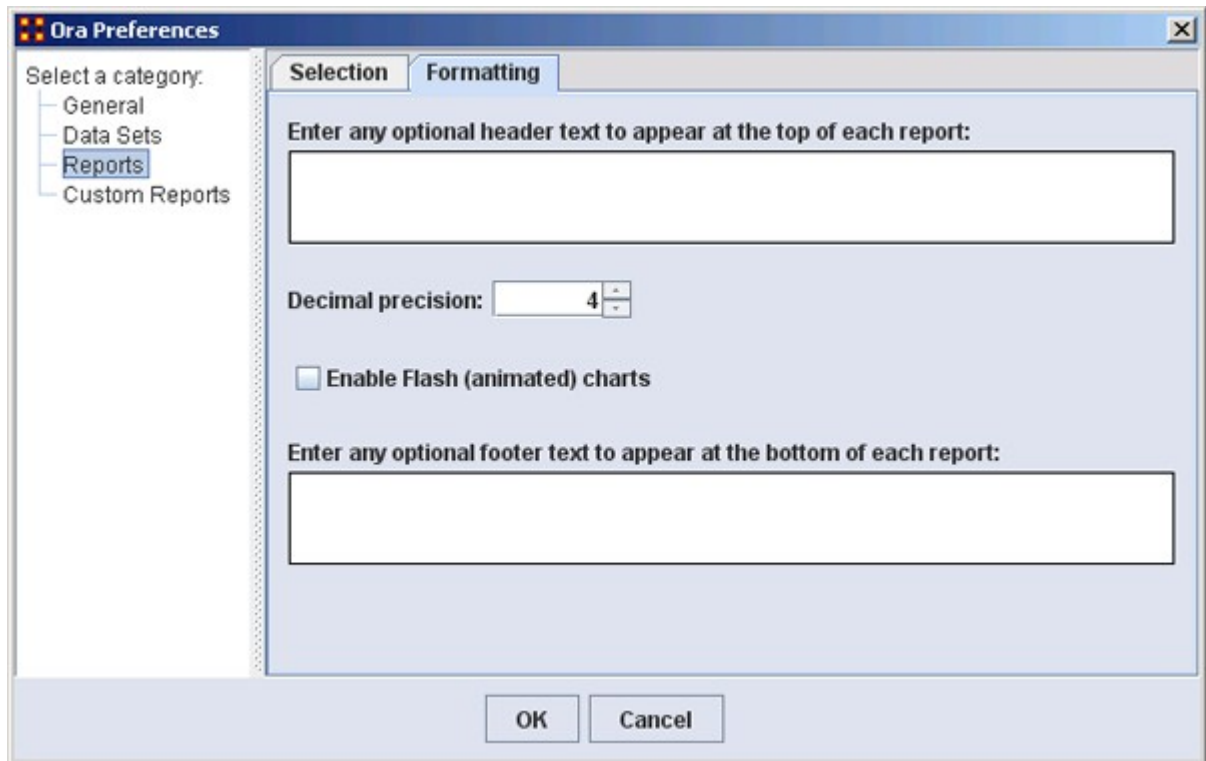 Ora Preferences
Select a category:
General
Data Sets
Reports
Custom Reports
Selection
Formatting
Enter any optional header text to appear at the top of each report:
Decimal precision: 4
Enable Flash (animated) charts
Enter any optional footer text to appear at the bottom of each report:
OK
Cancel